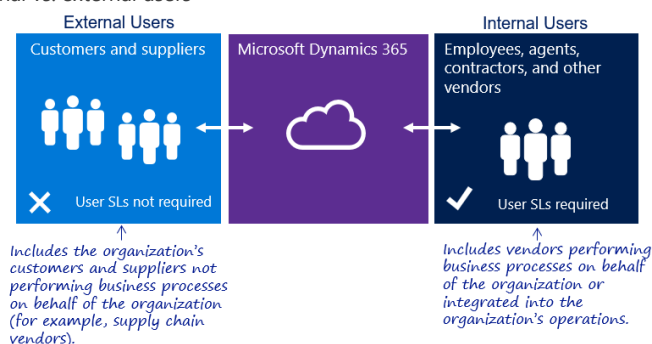 External Users
Internal Users
Customers and suppliers
Microsoft Dynamics 365
Employees, agents,
contractors, and other
vendors
User SLs not required
User SLs required
Includes the organization's
customers and suppliers not
performing business processes
on behalf of the organization
(for example, supply chain
vendors).
Includes vendors performing
business processes on behalf
of the organization or
integrated into the
organization's operations.